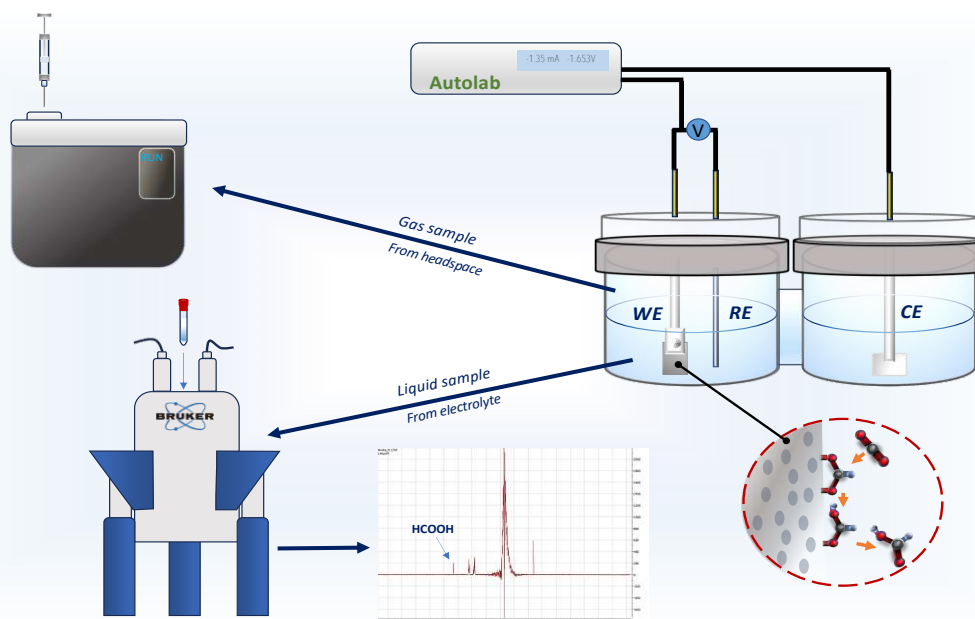 -1.35 mA -1.653V
Autolab
V
RUN
Gas sample
From headspace
WE
RE
CE
Liquid sample
From electrolyte
BRUKER
HCOOH